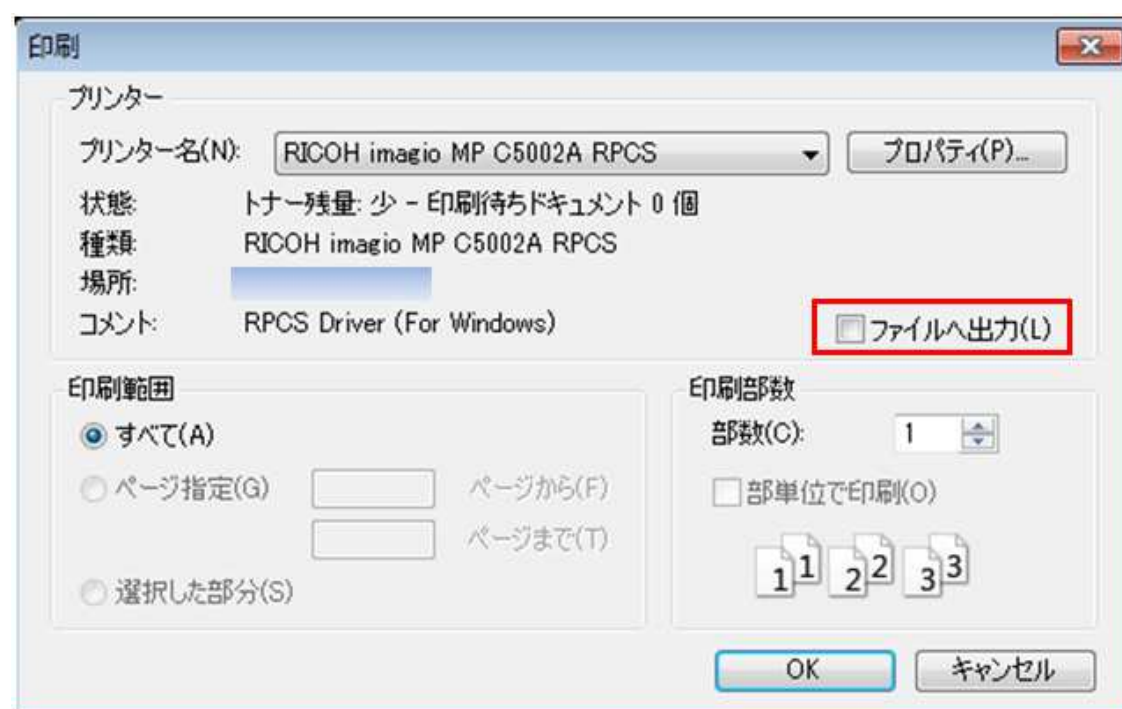 印刷
プリンター
プリンター名(N): RICOH imagio MP C5002A RPCS プロパティ(P)...
状態: トナー残量: 少 - 印刷待ちドキュメント 0 個
種類: RICOH imagio MP C5002A RPCS
場所:
コメント: RPCS Driver (For Windows) ファイルへ出力(L)
印刷範囲
すべて(A)
ページ指定(G) ページから(F)
ページまで(T)
選択した部分(S)
印刷部数
部数(C): 1
部単位で印刷(O)
1 1 2 2 3 3
OK キャンセル